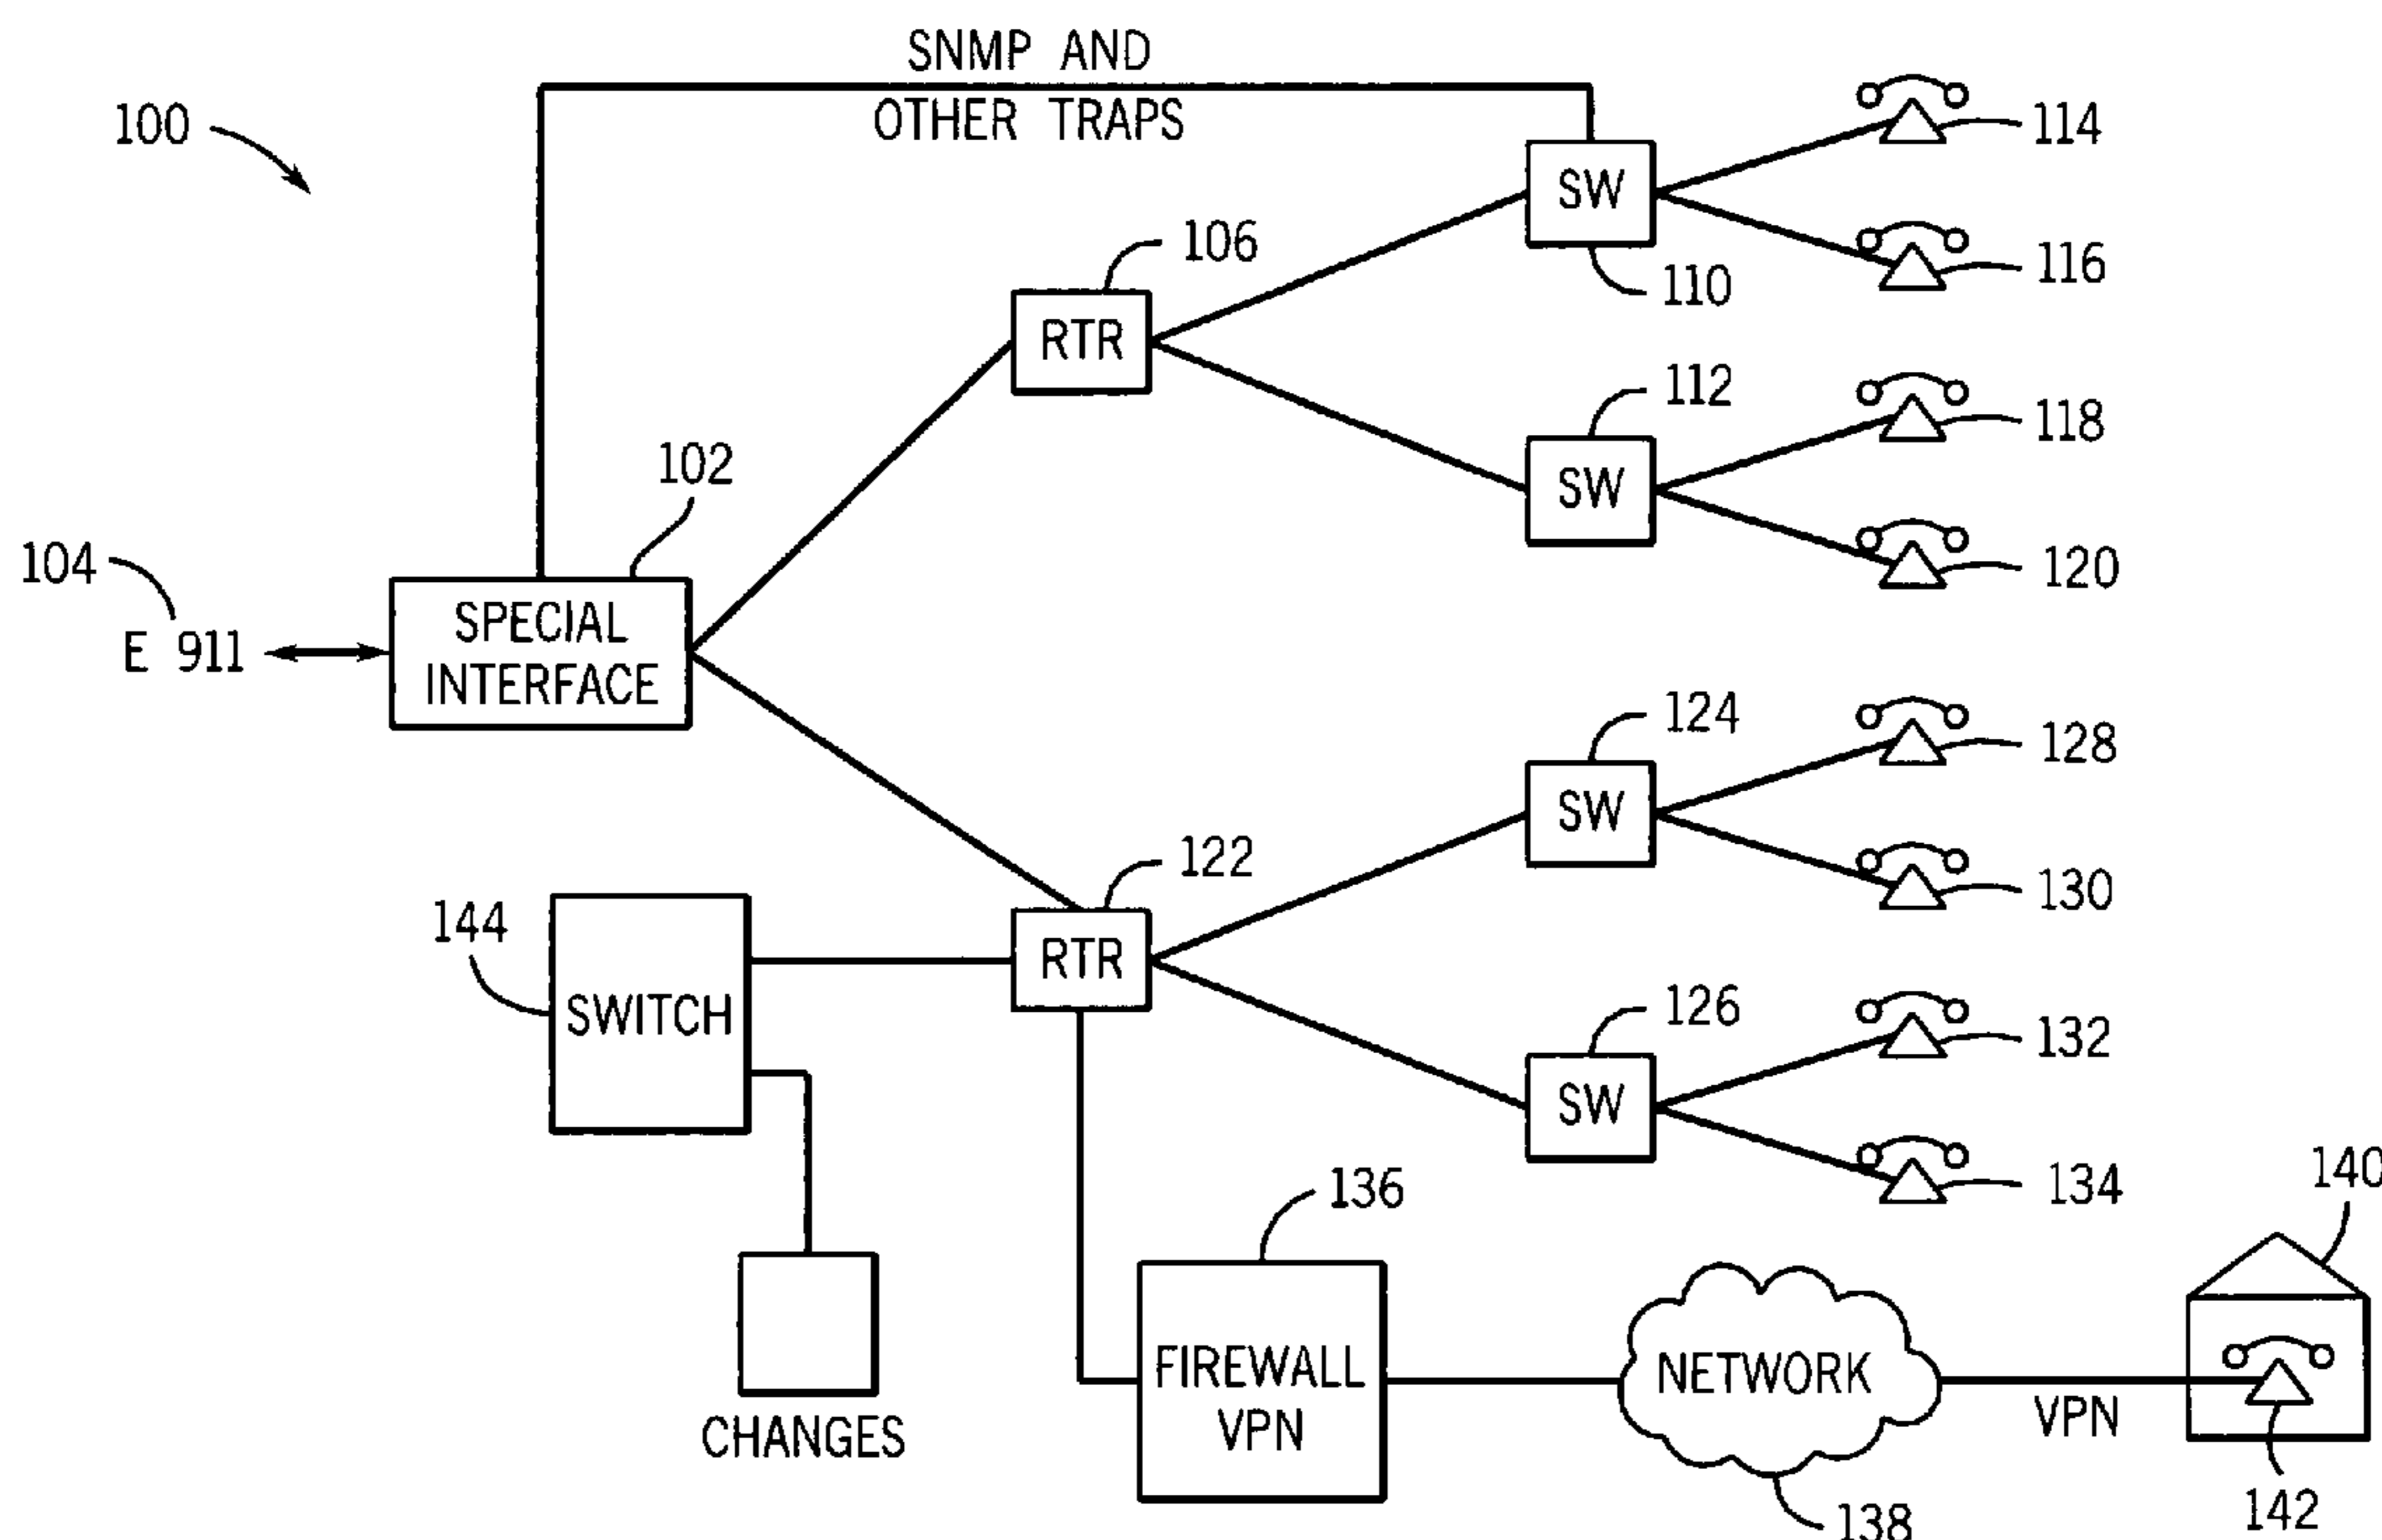 SNMP AND
OTHER TRAPS
100
114
SW
116
106
110
RTR
112
118
102
SW
104
120
SPECIAL
INTERFACE
E 911
124
128
SW
122
130
144
RTR
SWITCH
126
132
SW
136
134
140
FIREWALL
VPN
NETWORK
VPN
CHANGES
138
142